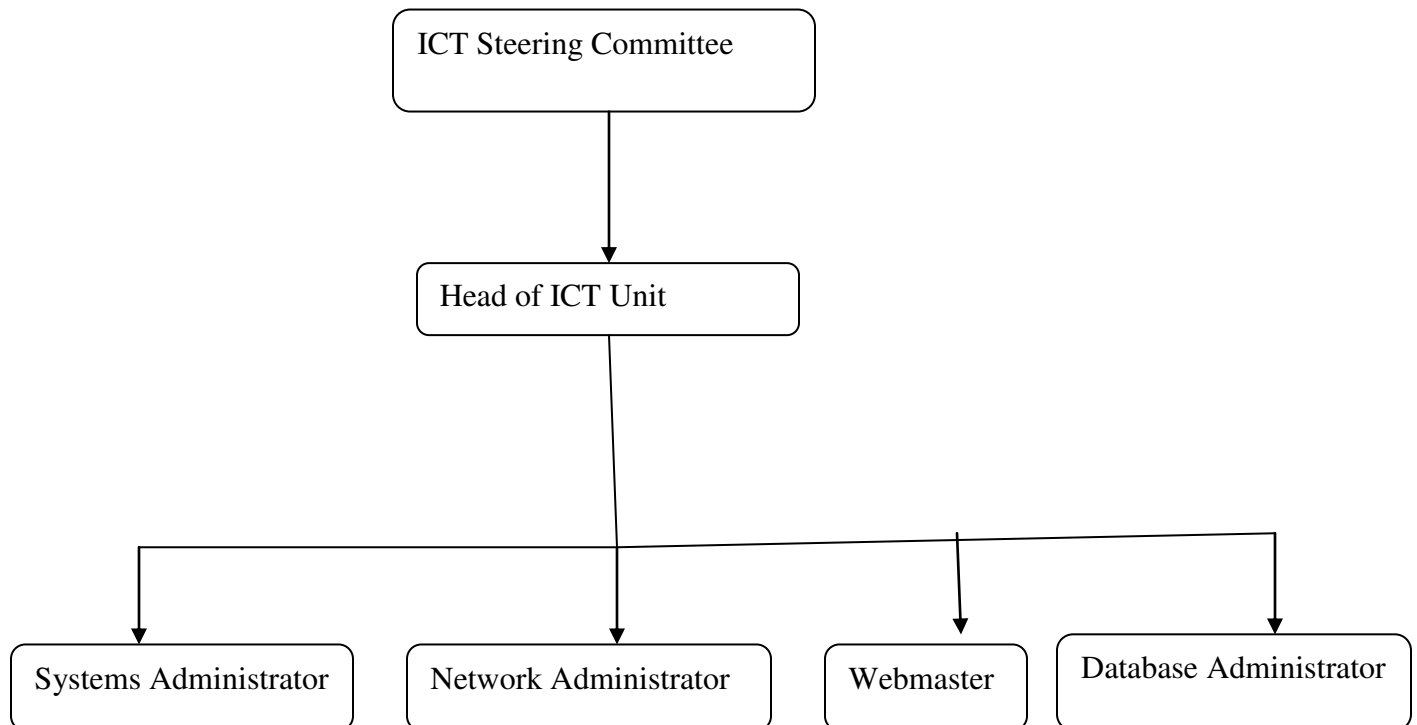 ICT Steering Committee
Head of ICT Unit
Systems Administrator
Network Administrator
Webmaster
Database Administrator